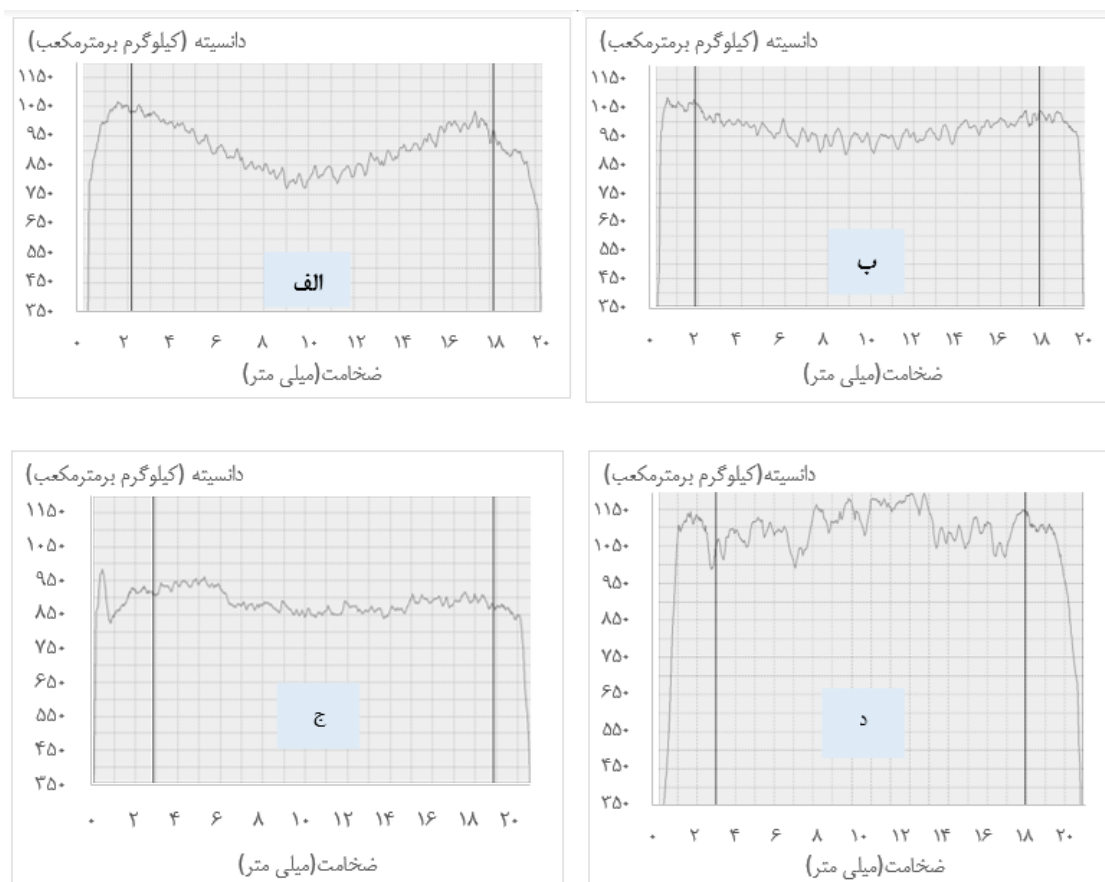 دانسیته (کیلوگرم برمترمکعب)
۱۱۵۰
۱۰۵۰
۹۵۰
۸۵۰
۷۵۰
۶۵۰
۵۵۰
۴۵۰
۳۵۰
الف
۰ ۲ ۴ ۶ ۸ ۱۰ ۱۲ ۱۴ ۱۶ ۱۸ ۲۰
ضخامت(میلی متر)
دانسیته (کیلوگرم برمترمکعب)
۱۱۵۰
۱۰۵۰
۹۵۰
۸۵۰
۷۵۰
۶۵۰
۵۵۰
۴۵۰
۳۵۰
ب
۰ ۲ ۴ ۶ ۸ ۱۰ ۱۲ ۱۴ ۱۶ ۱۸ ۲۰
ضخامت(میلی متر)
دانسیته (کیلوگرم برمترمکعب)
۱۱۵۰
۱۰۵۰
۹۵۰
۸۵۰
۷۵۰
۶۵۰
۵۵۰
۴۵۰
۳۵۰
ج
۰ ۲ ۴ ۶ ۸ ۱۰ ۱۲ ۱۴ ۱۶ ۱۸ ۲۰
ضخامت(میلی متر)
دانسیته(کیلوگرم برمترمکعب)
۱۱۵۰
۱۰۵۰
۹۵۰
۸۵۰
۷۵۰
۶۵۰
۵۵۰
۴۵۰
۳۵۰
د
۰ ۲ ۴ ۶ ۸ ۱۰ ۱۲ ۱۴ ۱۶ ۱۸ ۲۰
ضخامت(میلی متر)